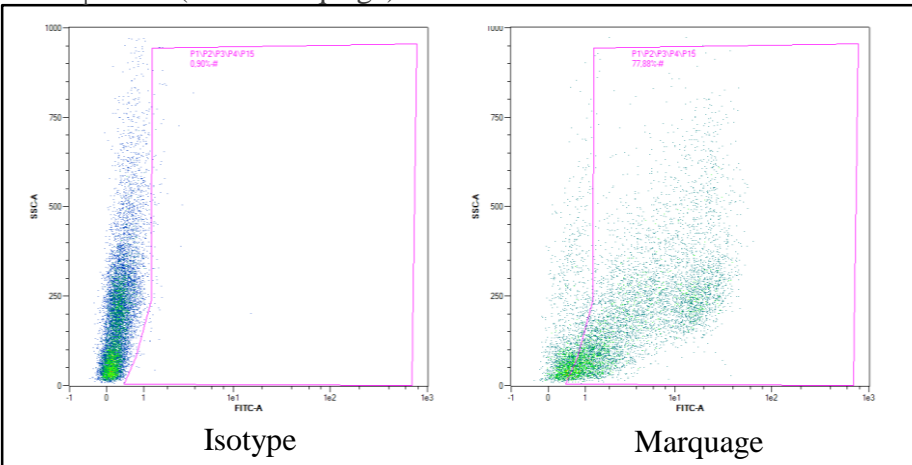 1000
P1\P2\P3\P4\P15
0,90%-#
750
500
250
0
SSC-A
-1 0 1 1e1 1e2 1e3
FITC-A
Isotype
1000
P1\P2\P3\P4\P15
77,88%-#
750
500
250
0
SSC-A
-1 0 1 1e1 1e2 1e3
FITC-A
Marquage